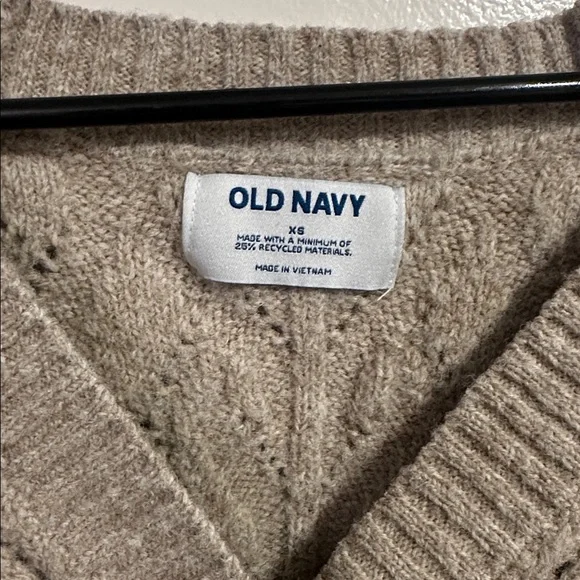 OLD NAVY
XS
MADE WITH A MINIMUM OF
25% RECYCLED MATERIALS.
MADE IN VIETNAM